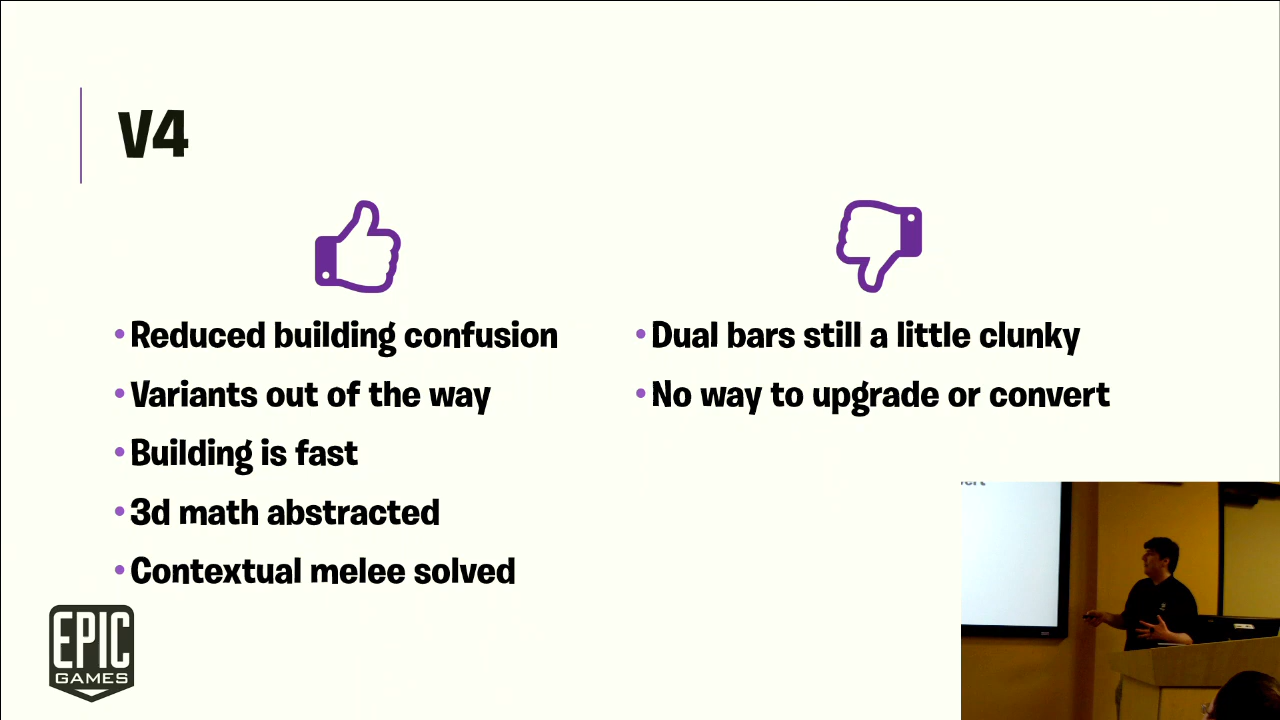 V4
Reduced building confusion
Variants out of the way
Building is fast
3d math abstracted
Contextual melee solved
Dual bars still a little clunky
No way to upgrade or convert
EPIC
GAMES